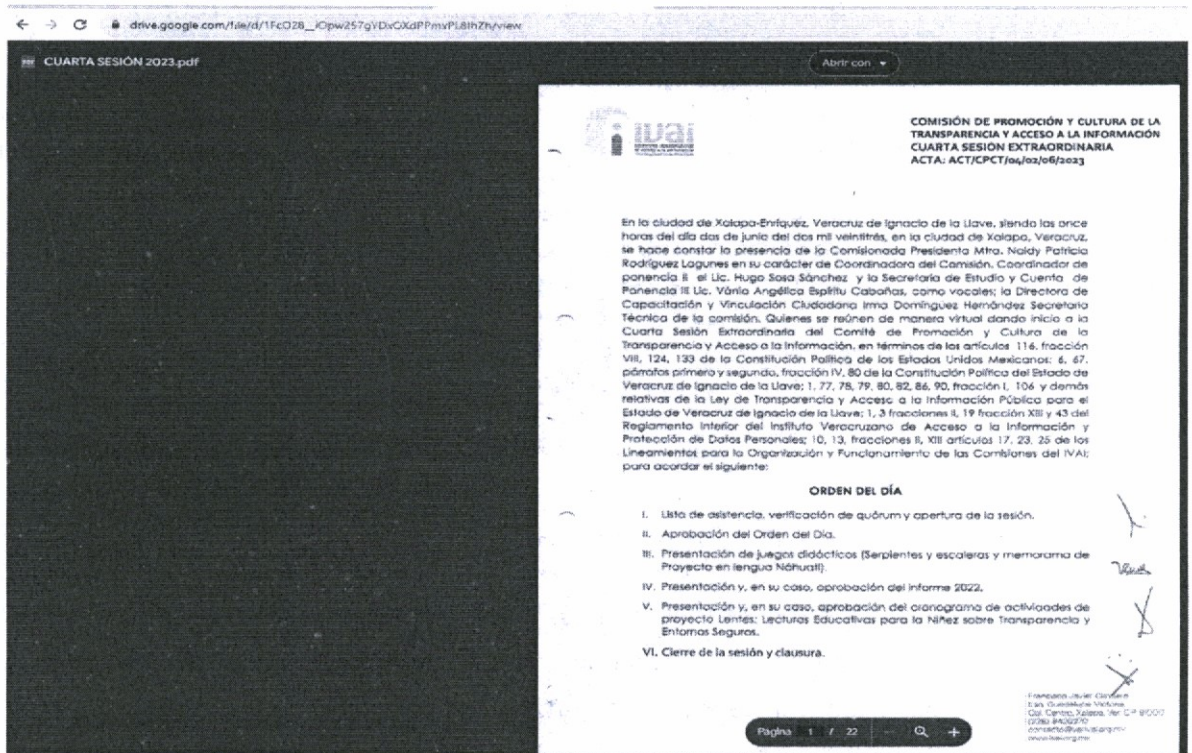 drive.google.com/file/d/
CUARTA SESIÓN 2023.pdf
Abrir con
ivai
COMISIÓN DE PROMOCIÓN Y CULTURA DE LA
TRANSPARENCIA Y ACCESO A LA INFORMACIÓN
CUARTA SESIÓN EXTRAORDINARIA
ACTA: ACT/CPCT/04/02/06/2023
En la ciudad de Xalapa-Enríquez, Veracruz de Ignacio de la Llave, siendo las once
horas del día dos de junio del dos mil veintitrés, en la ciudad de Xalapa, Veracruz,
se hace constar la presencia de la Comisionada Presidenta Mtra. Naldy Patricia
Rodríguez Lagunes en su carácter de Coordinadora del Comisión, Coordinador de
ponencia II el Lic. Hugo Sosa Sánchez y la Secretaria de Estudio y Cuenta de
Ponencia III Lic. Vánia Angélica Espíritu Cabañas, como vocales; la Directora de
Capacitación y Vinculación Ciudadana Irma Domínguez Hernández Secretaria
Técnica de la comisión. Quienes se reúnen de manera virtual dando inicio a la
Cuarta Sesión Extraordinaria del Comité de Promoción y Cultura de la
Transparencia y Acceso a la Información, en términos de los artículos 116, fracción
VIII, 124, 133 de la Constitución Política de los Estados Unidos Mexicanos; 6, 67,
párrafos primero y segundo, fracción IV, 80 de la Constitución Política del Estado de
Veracruz de Ignacio de la Llave; 1, 77, 78, 79, 80, 82, 86, 90, fracción I, 106 y demás
relativas de la Ley de Transparencia y Acceso a la Información Pública para el
Estado de Veracruz de Ignacio de la Llave; 1, 3 fracciones II, 19 fracción XIII y 43 del
Reglamento Interior del Instituto Veracruzano de Acceso a la Información y
Protección de Datos Personales; 10, 13, fracciones II, XIII artículos 17, 23, 25 de los
Lineamientos para la Organización y Funcionamiento de las Comisiones del IVAI;
para acordar el siguiente:
ORDEN DEL DÍA
I. Lista de asistencia, verificación de quórum y apertura de la sesión.
II. Aprobación del Orden del Día.
III. Presentación de juegos didácticos (Serpientes y escaleras y memorama de
Proyecto en lengua Náhuatl).
IV. Presentación y, en su caso, aprobación del informe 2022.
V. Presentación y, en su caso, aprobación del cronograma de actividades de
proyecto Lentes: Lecturas Educativas para la Niñez sobre Transparencia y
Entornos Seguros.
VI. Cierre de la sesión y clausura.
Francisco Javier Clavijero
Esq. Guadalupe Victoria
Col. Centro, Xalapa, Ver. C.P. 91000
Página 1 / 22